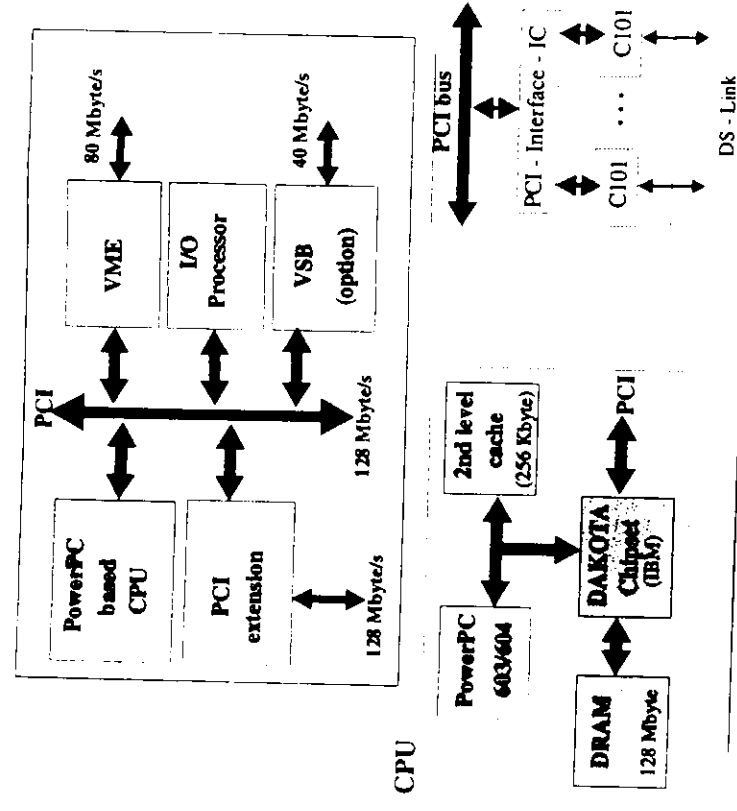 PCI
PowerPC
based
CPU
VME
80 Mbyte/s
PCI
extension
I/O
Processor
VSB
(option)
40 Mbyte/s
128 Mbyte/s
128 Mbyte/s
CPU
PowerPC
603/604
2nd level
cache
(256 Kbyte)
DRAM
128 Mbyte
DAKOTA
Chipset
(IBM)
PCI
PCI bus
PCI - Interface - IC
C101
...
C101
DS - Link